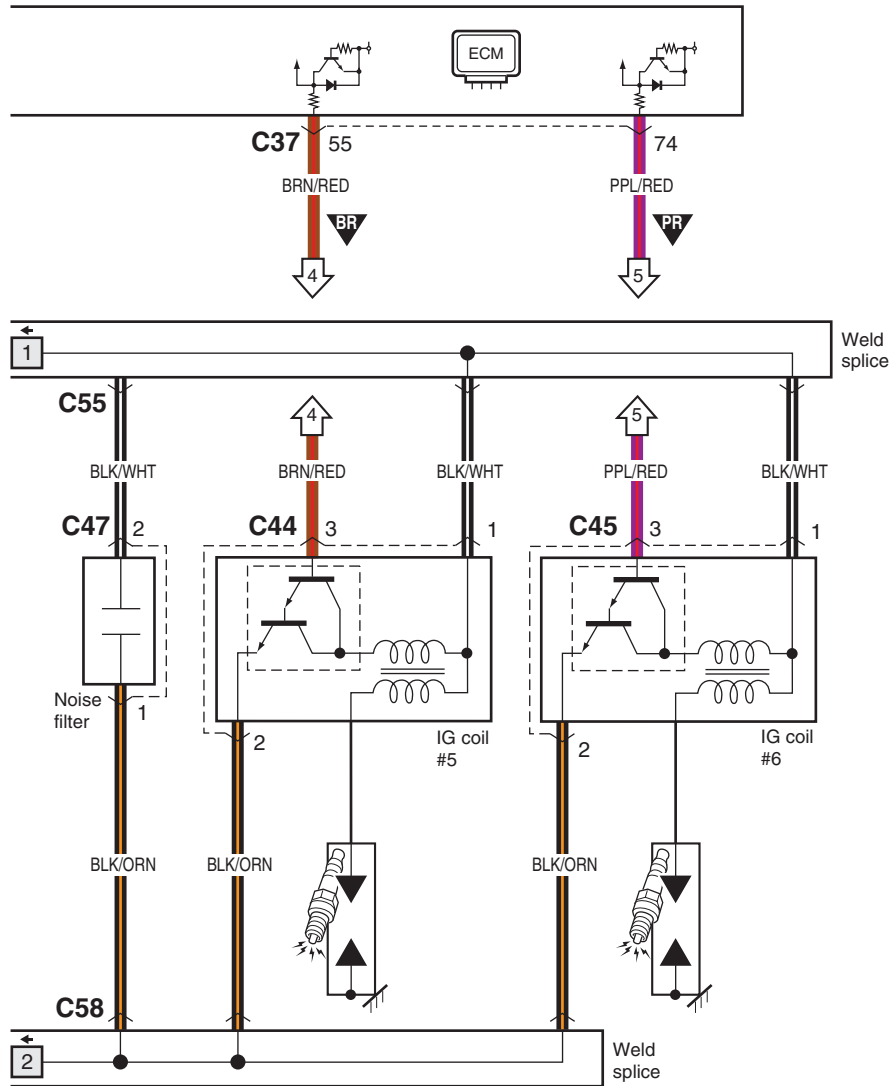 ECM
C37 55 74
BRN/RED PPL/RED
BR PR
4 5
1
Weld
splice
C55
4 5
BLK/WHT BRN/RED BLK/WHT PPL/RED BLK/WHT
C47 2 C44 3 1 C45 3 1
Noise
filter
1
2
IG coil
#5
2
IG coil
#6
BLK/ORN BLK/ORN BLK/ORN
C58
2
Weld
splice